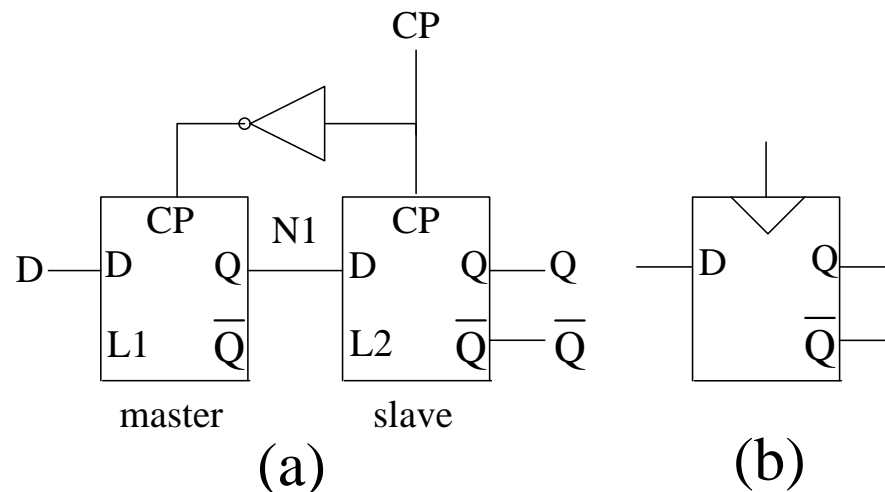 CP
CP CP
N1
D D Q D Q Q D Q
L1 Q̅ L2 Q̅ Q̅ Q̅
master slave
(a) (b)